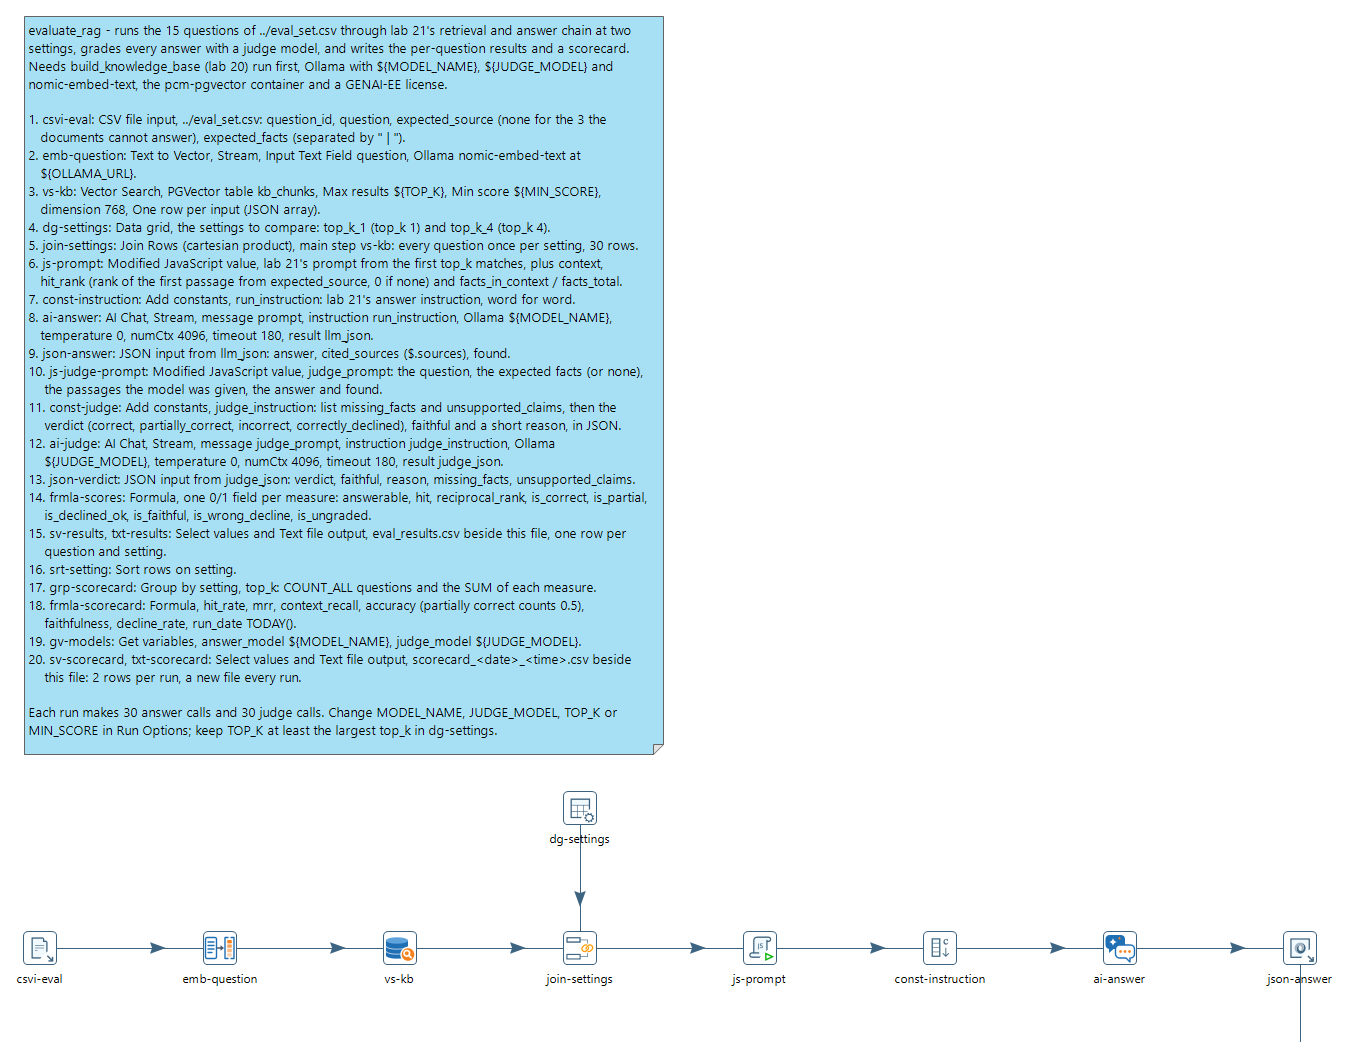 evaluate_rag - runs the 15 questions of ../eval_set.csv through lab 21's retrieval and answer chain at two
settings, grades every answer with a judge model, and writes the per-question results and a scorecard.
Needs build_knowledge_base (lab 20) run first, Ollama with ${MODEL_NAME}, ${JUDGE_MODEL} and
nomic-embed-text, the pcm-pgvector container and a GENAI-EE license.

1. csvi-eval: CSV file input, ../eval_set.csv: question_id, question, expected_source (none for the 3 the
documents cannot answer), expected_facts (separated by " | ").
2. emb-question: Text to Vector, Stream, Input Text Field question, Ollama nomic-embed-text at
${OLLAMA_URL}.
3. vs-kb: Vector Search, PGVector table kb_chunks, Max results ${TOP_K}, Min score ${MIN_SCORE},
dimension 768, One row per input (JSON array).
4. dg-settings: Data grid, the settings to compare: top_k_1 (top_k 1) and top_k_4 (top_k 4).
5. join-settings: Join Rows (cartesian product), main step vs-kb: every question once per setting, 30 rows.
6. js-prompt: Modified JavaScript value, lab 21's prompt from the first top_k matches, plus context,
hit_rank (rank of the first passage from expected_source, 0 if none) and facts_in_context / facts_total.
7. const-instruction: Add constants, run_instruction: lab 21's answer instruction, word for word.
8. ai-answer: AI Chat, Stream, message prompt, instruction run_instruction, Ollama ${MODEL_NAME},
temperature 0, numCtx 4096, timeout 180, result llm_json.
9. json-answer: JSON input from llm_json: answer, cited_sources ($.sources), found.
10. js-judge-prompt: Modified JavaScript value, judge_prompt: the question, the expected facts (or none),
the passages the model was given, the answer and found.
11. const-judge: Add constants, judge_instruction: list missing_facts and unsupported_claims, then the
verdict (correct, partially_correct, incorrect, correctly_declined), faithful and a short reason, in JSON.
12. ai-judge: AI Chat, Stream, message judge_prompt, instruction judge_instruction, Ollama
${JUDGE_MODEL}, temperature 0, numCtx 4096, timeout 180, result judge_json.
13. json-verdict: JSON input from judge_json: verdict, faithful, reason, missing_facts, unsupported_claims.
14. frmla-scores: Formula, one 0/1 field per measure: answerable, hit, reciprocal_rank, is_correct, is_partial,
is_declined_ok, is_faithful, is_wrong_decline, is_ungraded.
15. sv-results, txt-results: Select values and Text file output, eval_results.csv beside this file, one row per
question and setting.
16. srt-setting: Sort rows on setting.
17. grp-scorecard: Group by setting, top_k: COUNT_ALL questions and the SUM of each measure.
18. frmla-scorecard: Formula, hit_rate, mrr, context_recall, accuracy (partially correct counts 0.5),
faithfulness, decline_rate, run_date TODAY().
19. gv-models: Get variables, answer_model ${MODEL_NAME}, judge_model ${JUDGE_MODEL}.
20. sv-scorecard, txt-scorecard: Select values and Text file output, scorecard_<date>_<time>.csv beside
this file: 2 rows per run, a new file every run.

Each run makes 30 answer calls and 30 judge calls. Change MODEL_NAME, JUDGE_MODEL, TOP_K or
MIN_SCORE in Run Options; keep TOP_K at least the largest top_k in dg-settings.
dg-settings
csvi-eval
emb-question
vs-kb
join-settings
js-prompt
const-instruction
ai-answer
json-answer